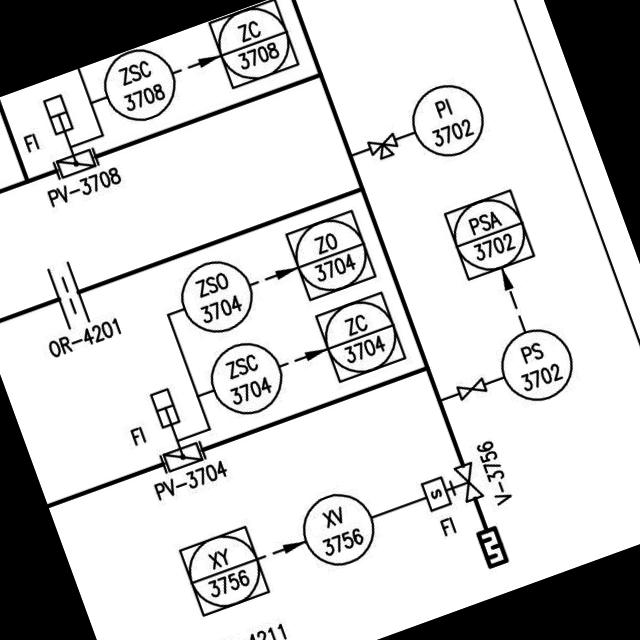 ZC
3708
ZSC
3708
FI
PV-3708
PI
3702
PSA
3702
ZO
3704
ZSO
3704
OR-4201
ZC
3704
ZSC
3704
PS
3702
FI
PV-3704
V-3756
S
FI
XV
3756
XY
3756
4211